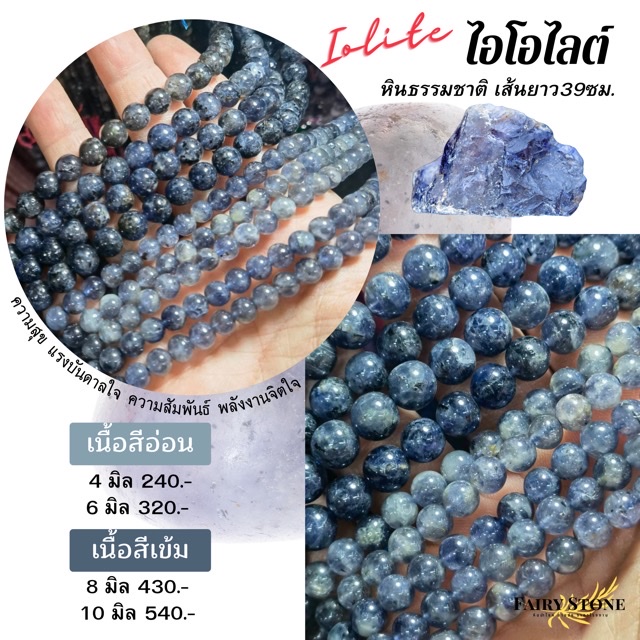 Iolite ไอโอไลต์
หินธรรมชาติ เส้นยาว39ซม.
ความสุข แรงบันดาลใจ ความสัมพันธ์ พลังงานจิตใจ
เนื้อสีอ่อน
4 มิล 240.-
6 มิล 320.-
เนื้อสีเข้ม
8 มิล 430.-
10 มิล 540.-
FAIRY STONE